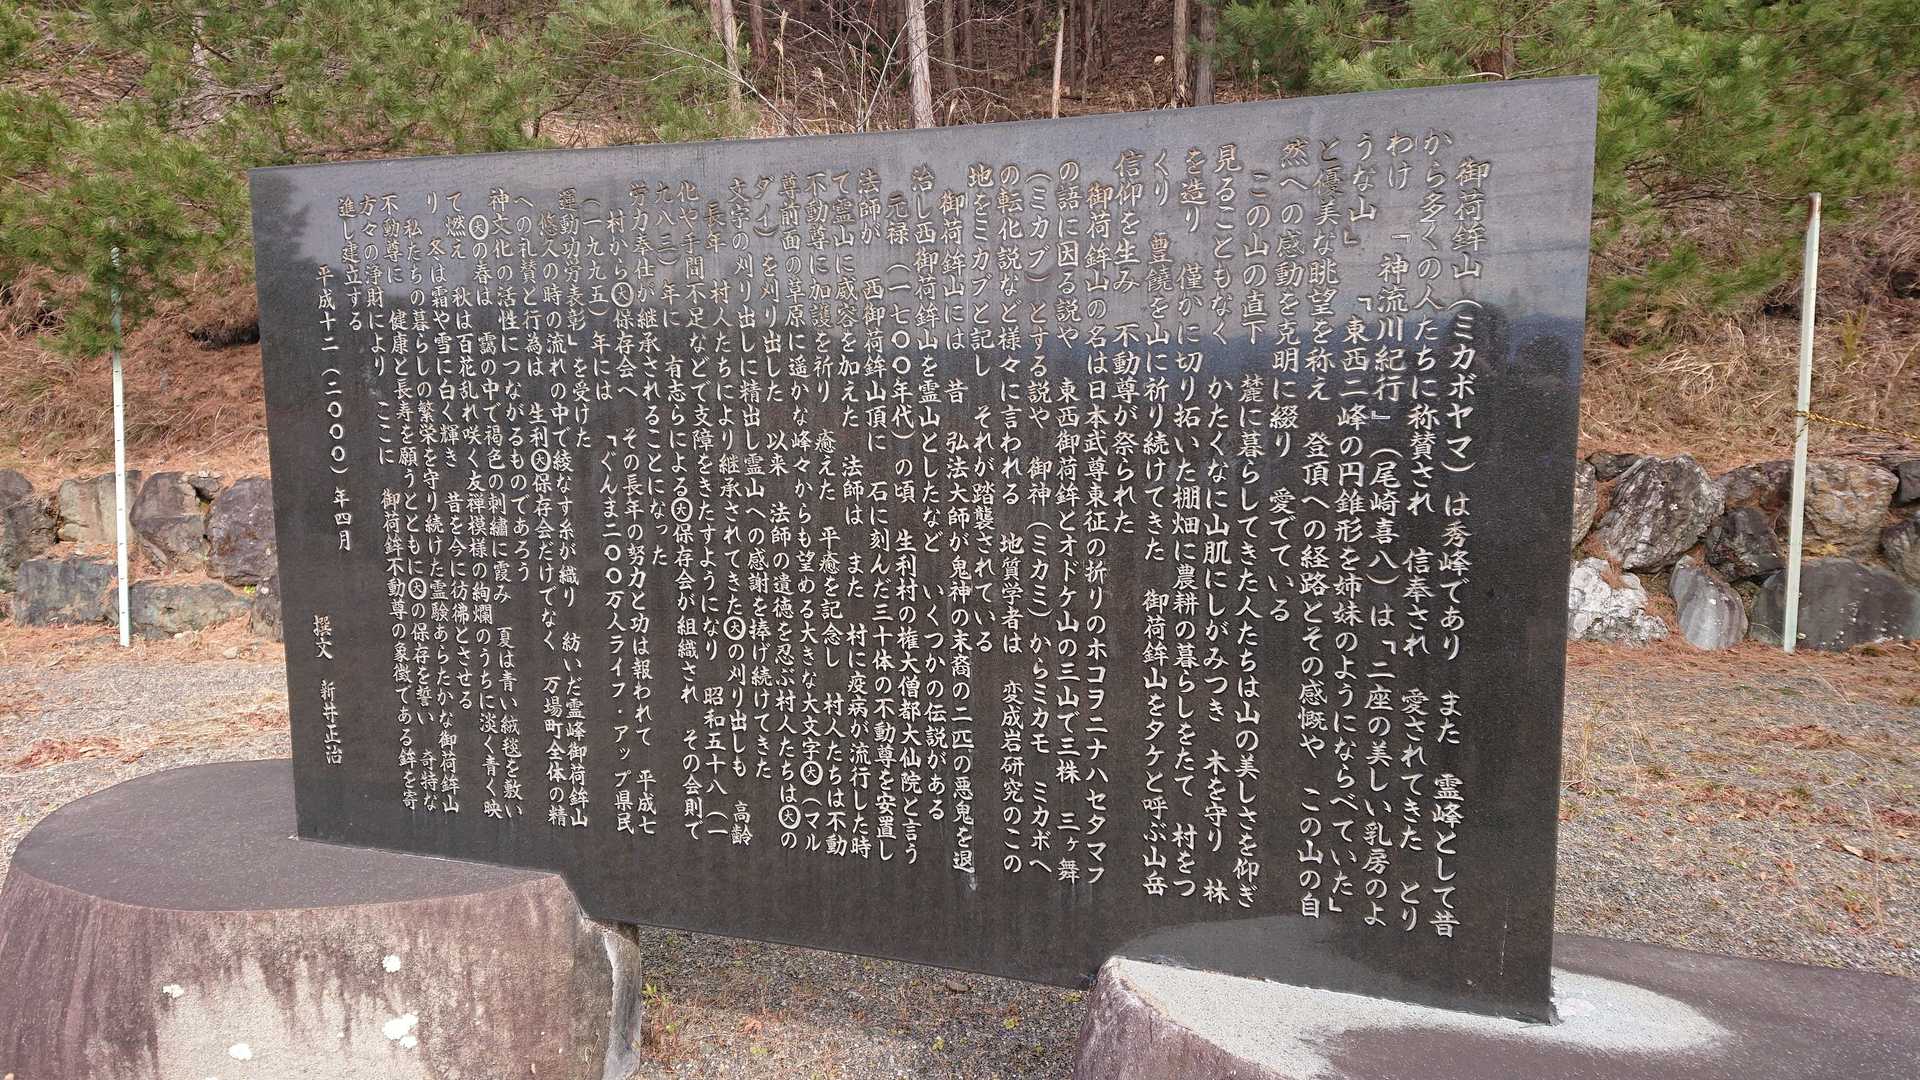 御荷鉾山（ミカボヤマ）は秀峰であり　また　霊峰として昔
から多くの人たちに称賛され　信奉され　愛されてきた　とり
わけ　『神流川紀行』（尾崎喜八）は「二座の美しい乳房のよ
うな山」　「東西二峰の円錐形を姉妹のようにならべていた」
と優美な眺望を称え　登頂への経路とその感慨や　この山の自
然への感動を克明に綴り　愛でている
この山の直下　麓に暮らしてきた人たちは山の美しさを仰ぎ
見ることもなく　かたくなに山肌にしがみつき　木を守り　林
を造り　僅かに切り拓いた棚畑に農耕の暮らしをたて　村をつ
くり　豊饒を山に祈り続けてきた　御荷鉾山をタケと呼ぶ山岳
信仰を生み　不動尊が祭られた
御荷鉾山の名は日本武尊東征の折りのホコヲニナハセタマフ
の語に因る説や　東西御荷鉾とオドケ山の三山で三株　三ヶ舞
（ミカブ）とする説や　御神（ミカミ）からミカモ　ミカボへ
の転化説など様々に言われる　地質学者は　変成岩研究のこの
地をミカブと記し　それが踏襲されている
御荷鉾山には　昔　弘法大師が鬼神の末裔の二匹の悪鬼を退
治し西御荷鉾山を霊山としたなど　いくつかの伝説がある
元禄（一七〇〇年代）の頃　生利村の権大僧都大仙院と言う
法師が　西御荷鉾山頂に　石に刻んだ三十体の不動尊を安置し
て霊山に威容を加えた　法師は　また　村に疫病が流行した時
不動尊に加護を祈り　癒えた　平癒を記念し　村人たちは不動
尊前面の草原に遥かな峰々からも望める大きな大文字㊛（マル
ダイ）を刈り出した　以来　法師の遺徳を忍ぶ村人たちは㊛の
文字の刈り出しに精出し霊山への感謝を捧げ続けてきた
長年　村人たちにより継承されてきた㊛の刈り出しも　高齢
化や手間不足などで支障をきたすようになり　昭和五十八（一
九八三）年に　有志らによる㊛保存会が組織され　その会則で
労力奉仕が継承されることになった
村から㊛保存会へ　その長年の努力と功は報われて　平成七
（一九九五）年には　「ぐんま二〇〇万人ライフ・アップ県民
運動功労表彰」を受けた
悠久の時の流れの中で綾なす糸が織り　紡いだ霊峰御荷鉾山
への礼賛と行為は　生利㊛保存会だけでなく　万場町全体の精
神文化の活性につながるものであろう
㊛の春は　靄の中で褐色の刺繍に霞み　夏は青い絨毯を敷い
て燃え　秋は百花乱れ咲く友禅模様の絢爛のうちに淡く青く映
り　冬は霜や雪に白く輝き　昔を今に彷彿とさせる
私たちの暮らしの繁栄を守り続けた霊験あらたかな御荷鉾山
不動尊に　健康と長寿を願うとともに㊛の保存を誓い　奇特な
方々の浄財により　ここに　御荷鉾不動尊の象徴である鉾を寄
進し建立する
平成十二（二〇〇〇）年四月
撰文　新井正治